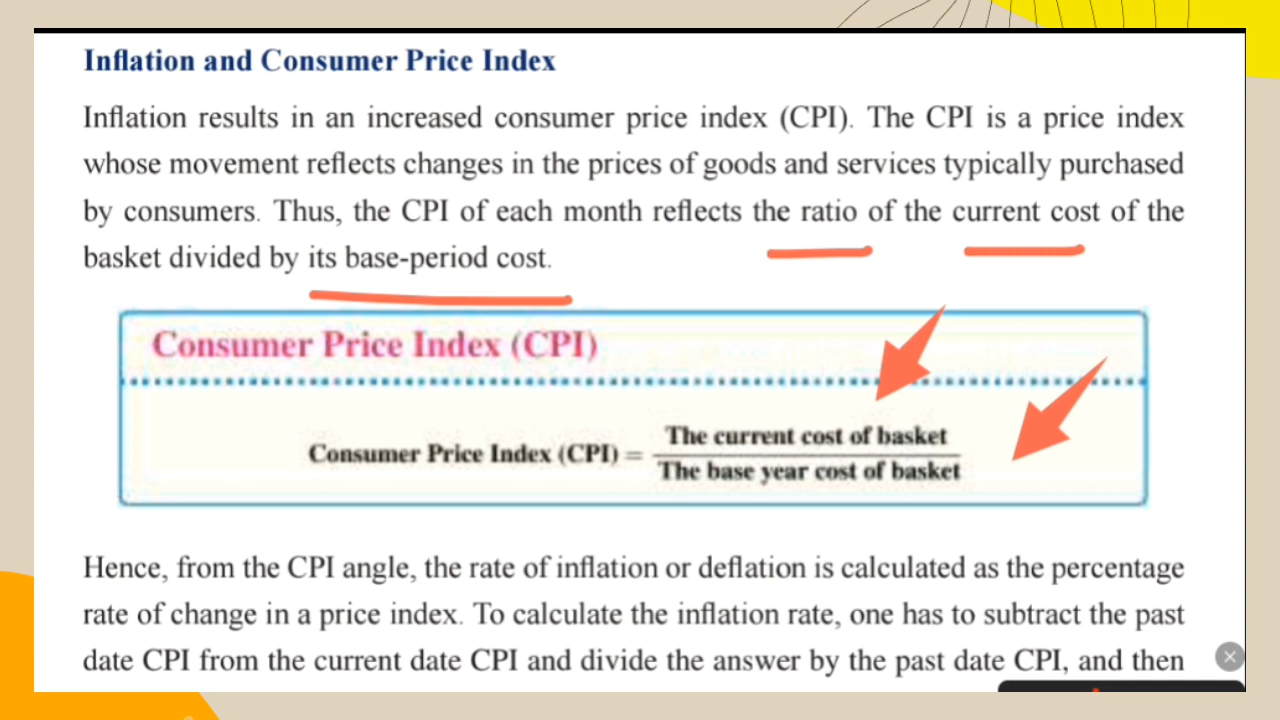 Inflation and Consumer Price Index
Inflation results in an increased consumer price index (CPI). The CPI is a price index
whose movement reflects changes in the prices of goods and services typically purchased
by consumers. Thus, the CPI of each month reflects the ratio of the current cost of the
basket divided by its base-period cost.
Consumer Price Index (CPI)
The current cost of basket
Consumer Price Index (CPI) =
The base year cost of basket
Hence, from the CPI angle, the rate of inflation or deflation is calculated as the percentage
rate of change in a price index. To calculate the inflation rate, one has to subtract the past
date CPI from the current date CPI and divide the answer by the past date CPI, and then